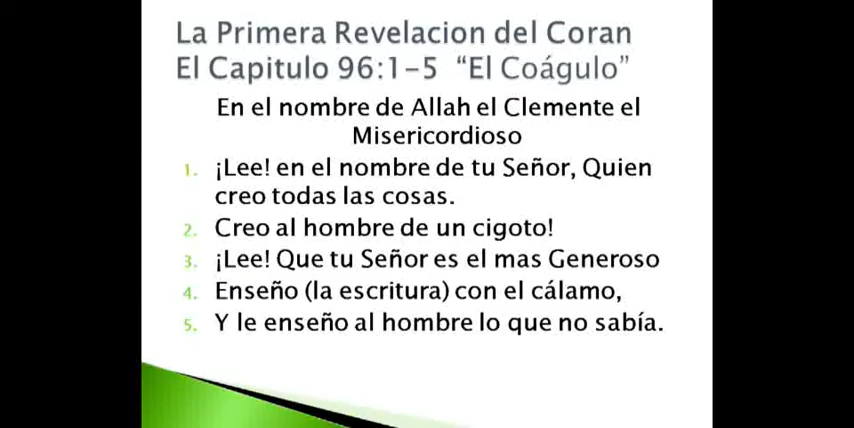 La Primera Revelacion del Coran
El Capitulo 96:1-5 “El Coágulo”
En el nombre de Allah el Clemente el
Misericordioso
1. ¡Lee! en el nombre de tu Señor, Quien
creo todas las cosas.
2. Creo al hombre de un cigoto!
3. ¡Lee! Que tu Señor es el mas Generoso
4. Enseño (la escritura) con el cálamo,
5. Y le enseño al hombre lo que no sabía.